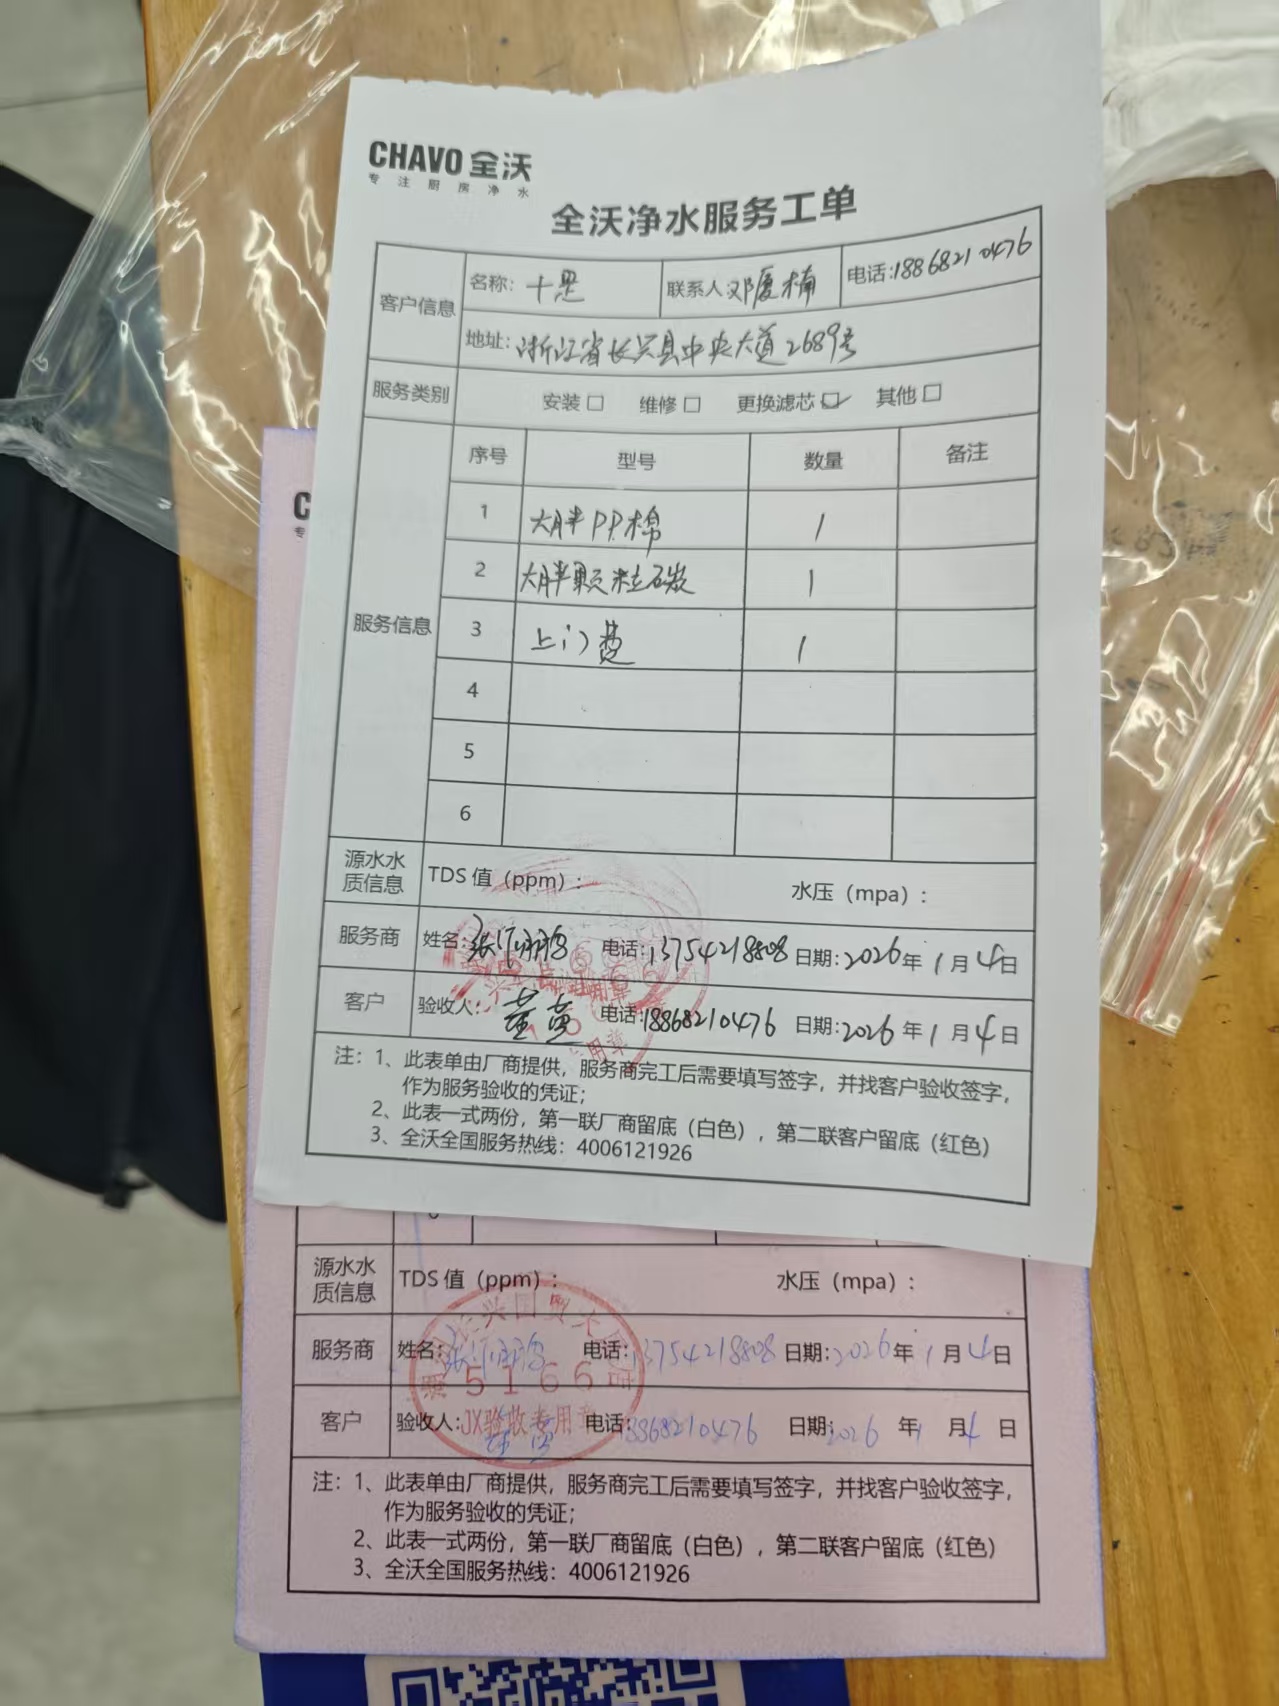 CHAVO 全沃
专注厨房净水
全沃净水服务工单
客户信息 名称: 联系人 邓厦楠 电话:18868210476
地址: 浙江省长兴县中央大道2689号
服务类别 安装□ 维修□ 更换滤芯☑ 其他□
服务信息 序号 型号 数量 备注
1 大胖PP棉 1
2 大胖颗粒碳 1
3 上门费 1
4
5
6
源水水质信息 TDS 值（ppm）： 水压（mpa）：
服务商 姓名: 电话:13754218808 日期:2026年1月4日
客户 验收人: 电话:18868210476 日期:2026年1月4日
注：1、此表单由厂商提供，服务商完工后需要填写签字，并找客户验收签字，
作为服务验收的凭证；
2、此表一式两份，第一联厂商留底（白色），第二联客户留底（红色）
3、全沃全国服务热线：4006121926
源水水质信息 TDS 值（ppm）： 水压（mpa）：
服务商 姓名: 电话:13754218808 日期:2026年1月4日
5166
客户 验收人: 电话:18868210476 日期:2026年1月4日
JX验收专用章
注：1、此表单由厂商提供，服务商完工后需要填写签字，并找客户验收签字，
作为服务验收的凭证；
2、此表一式两份，第一联厂商留底（白色），第二联客户留底（红色）
3、全沃全国服务热线：4006121926